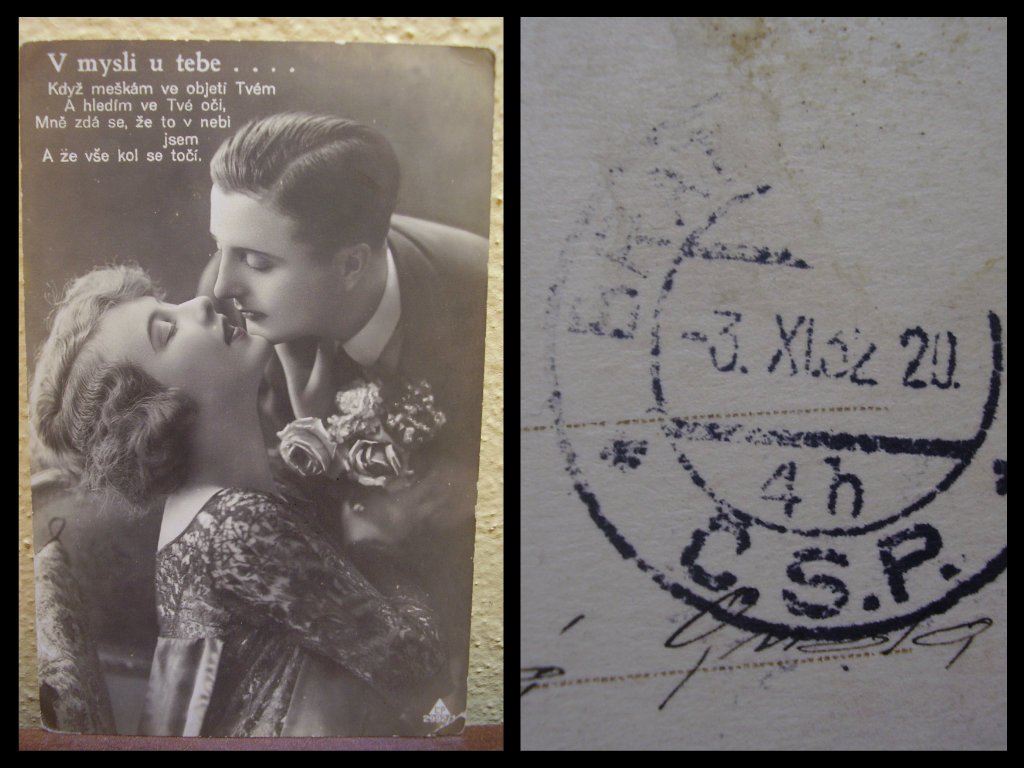 V mysli u tebe . . . .
Když meškám ve objetí Tvém
A hledím ve Tvé oči,
Mně zdá se, že to v nebi
jsem
A že vše kol se točí.
-3. XI. 32 20.
4h
Č.S.P.